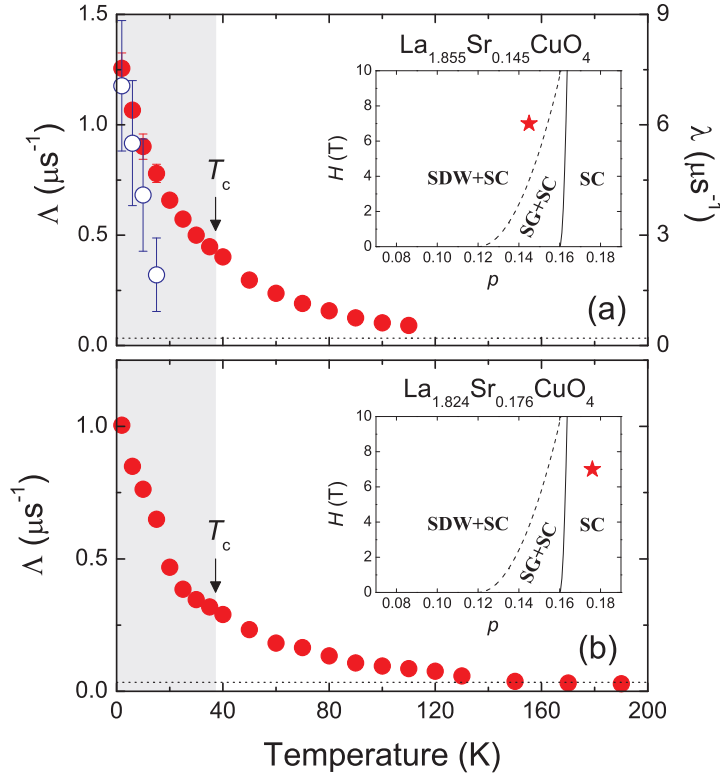 1.5
1.0
0.5
0.0
Λ (μs⁻¹)
9
6
3
0
λ (μs⁻¹)
T_c
La₁.₈₅₅Sr₀.₁₄₅CuO₄
10
8
6
4
2
0
H (T)
SDW+SC
SG+SC
SC
0.08 0.10 0.12 0.14 0.16 0.18
p
(a)
1.0
0.5
0.0
Λ (μs⁻¹)
T_c
La₁.₈₂₄Sr₀.₁₇₆CuO₄
10
8
6
4
2
0
H (T)
SDW+SC
SG+SC
SC
0.08 0.10 0.12 0.14 0.16 0.18
p
(b)
0 40 80 120 160 200
Temperature (K)